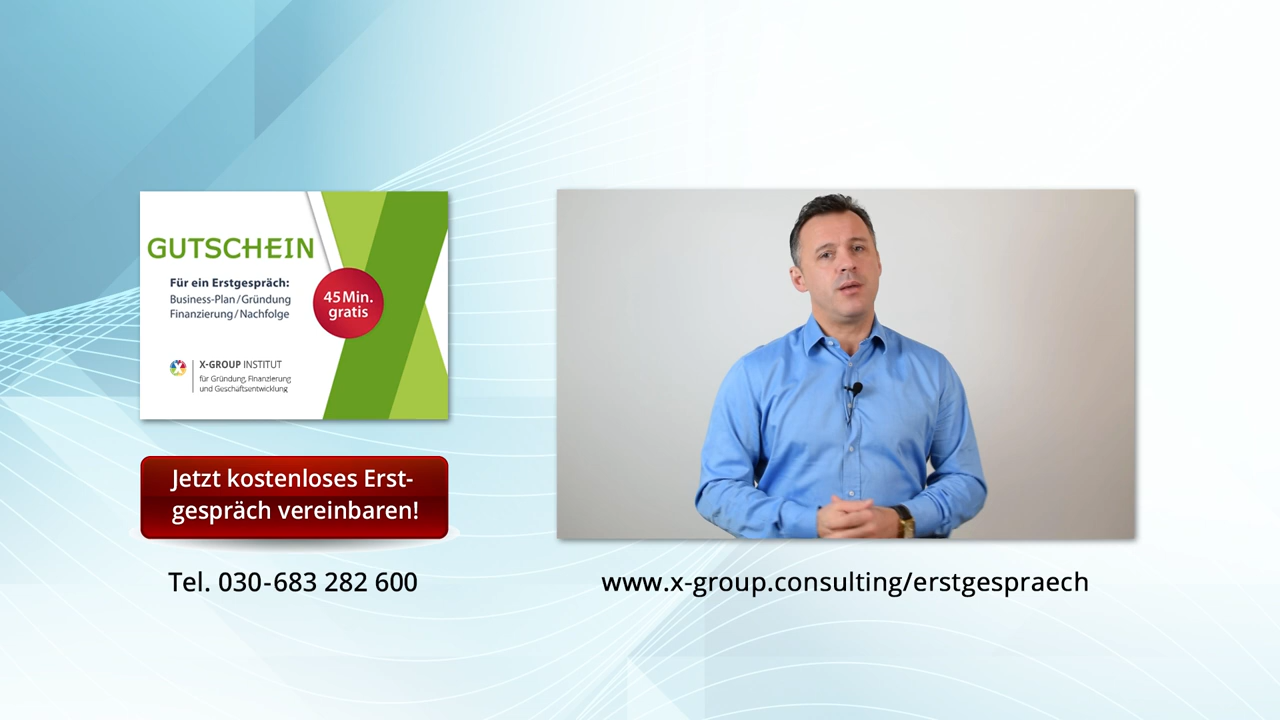 GUTSCHEIN
Für ein Erstgespräch:
Business-Plan/Gründung
Finanzierung/Nachfolge
45 Min.
gratis
X-GROUP INSTITUT
für Gründung, Finanzierung
und Geschäftsentwicklung
Jetzt kostenloses Erst-
gespräch vereinbaren!
Tel. 030-683 282 600
www.x-group.consulting/erstgespraech